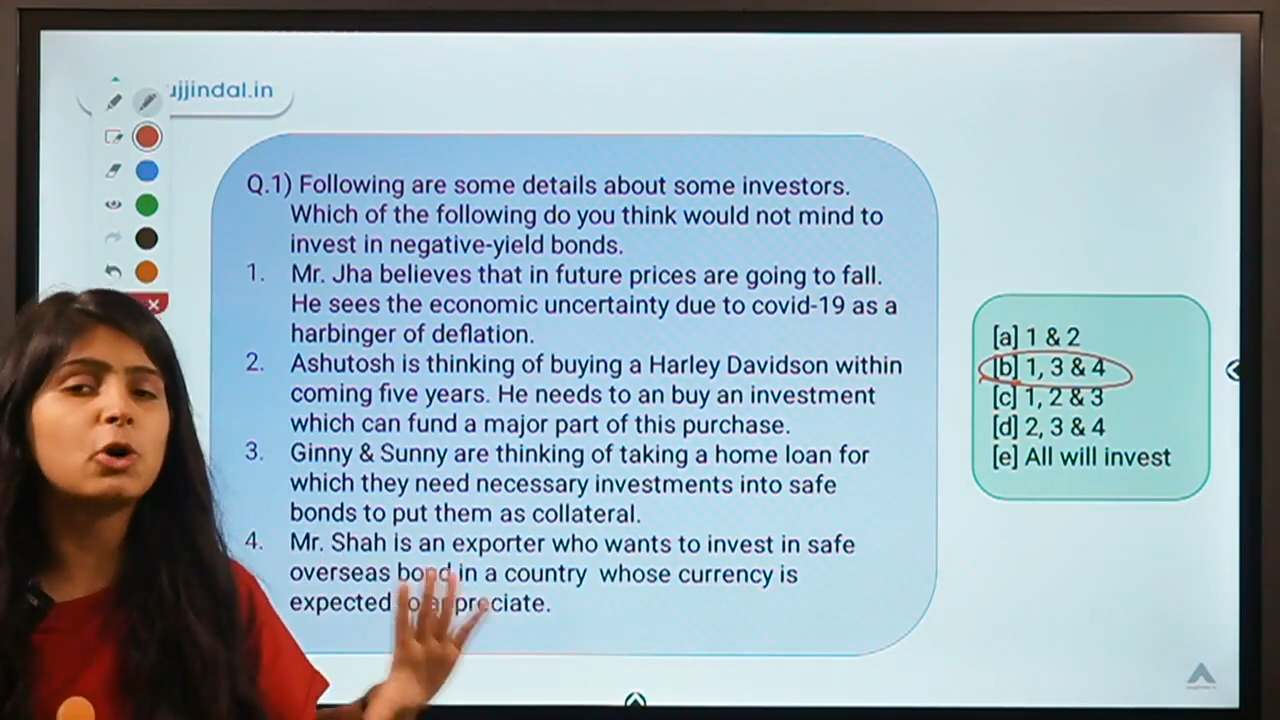 ujjindal.in
Q.1) Following are some details about some investors.
Which of the following do you think would not mind to
invest in negative-yield bonds.
1. Mr. Jha believes that in future prices are going to fall.
He sees the economic uncertainty due to covid-19 as a
harbinger of deflation.
2. Ashutosh is thinking of buying a Harley Davidson within
coming five years. He needs to an buy an investment
which can fund a major part of this purchase.
3. Ginny & Sunny are thinking of taking a home loan for
which they need necessary investments into safe
bonds to put them as collateral.
4. Mr. Shah is an exporter who wants to invest in safe
overseas bond in a country whose currency is
expected to appreciate.
[a] 1 & 2
[b] 1, 3 & 4
[c] 1, 2 & 3
[d] 2, 3 & 4
[e] All will invest